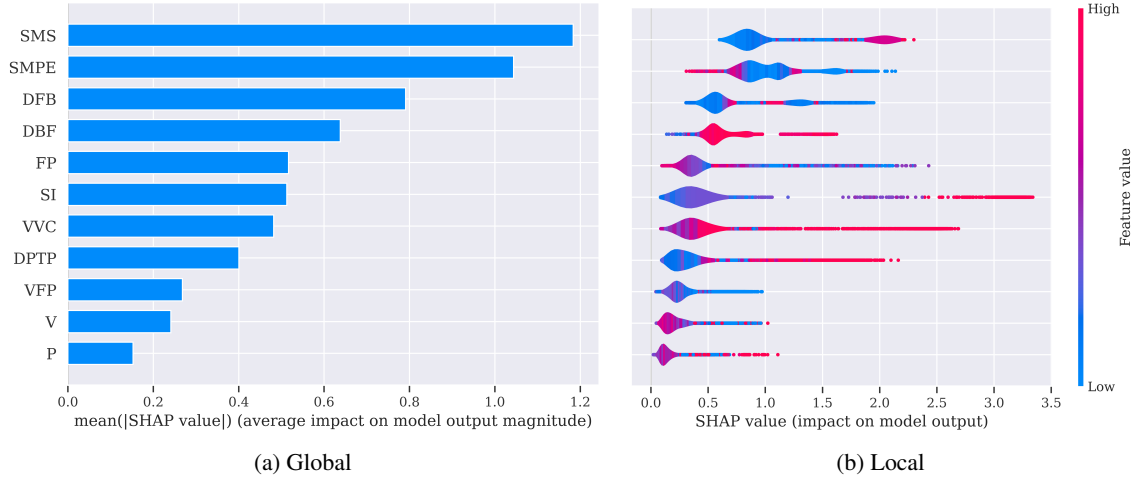 SMS
SMPE
DFB
DBF
FP
SI
VVC
DPTP
VFP
V
P
0.0 0.2 0.4 0.6 0.8 1.0 1.2
mean(|SHAP value|) (average impact on model output magnitude)
(a) Global
0.0 0.5 1.0 1.5 2.0 2.5 3.0 3.5
SHAP value (impact on model output)
High
Feature value
Low
(b) Local